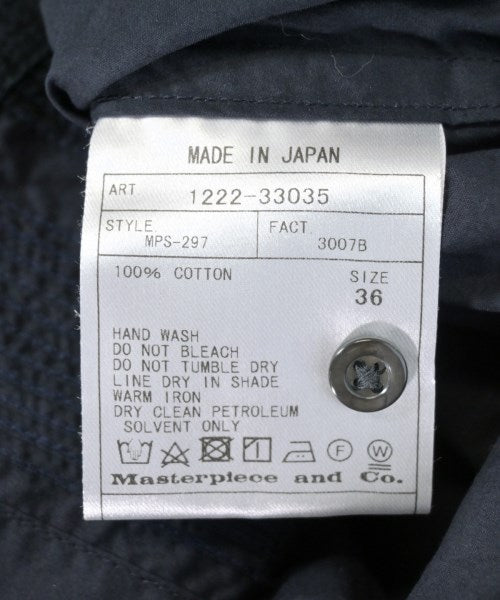 MADE IN JAPAN
ART. 1222-33035
STYLE MPS-297 FACT. 3007B
100% COTTON SIZE
36
HAND WASH
DO NOT BLEACH
DO NOT TUMBLE DRY
LINE DRY IN SHADE
WARM IRON
DRY CLEAN PETROLEUM
SOLVENT ONLY
F W
Masterpiece and Co.